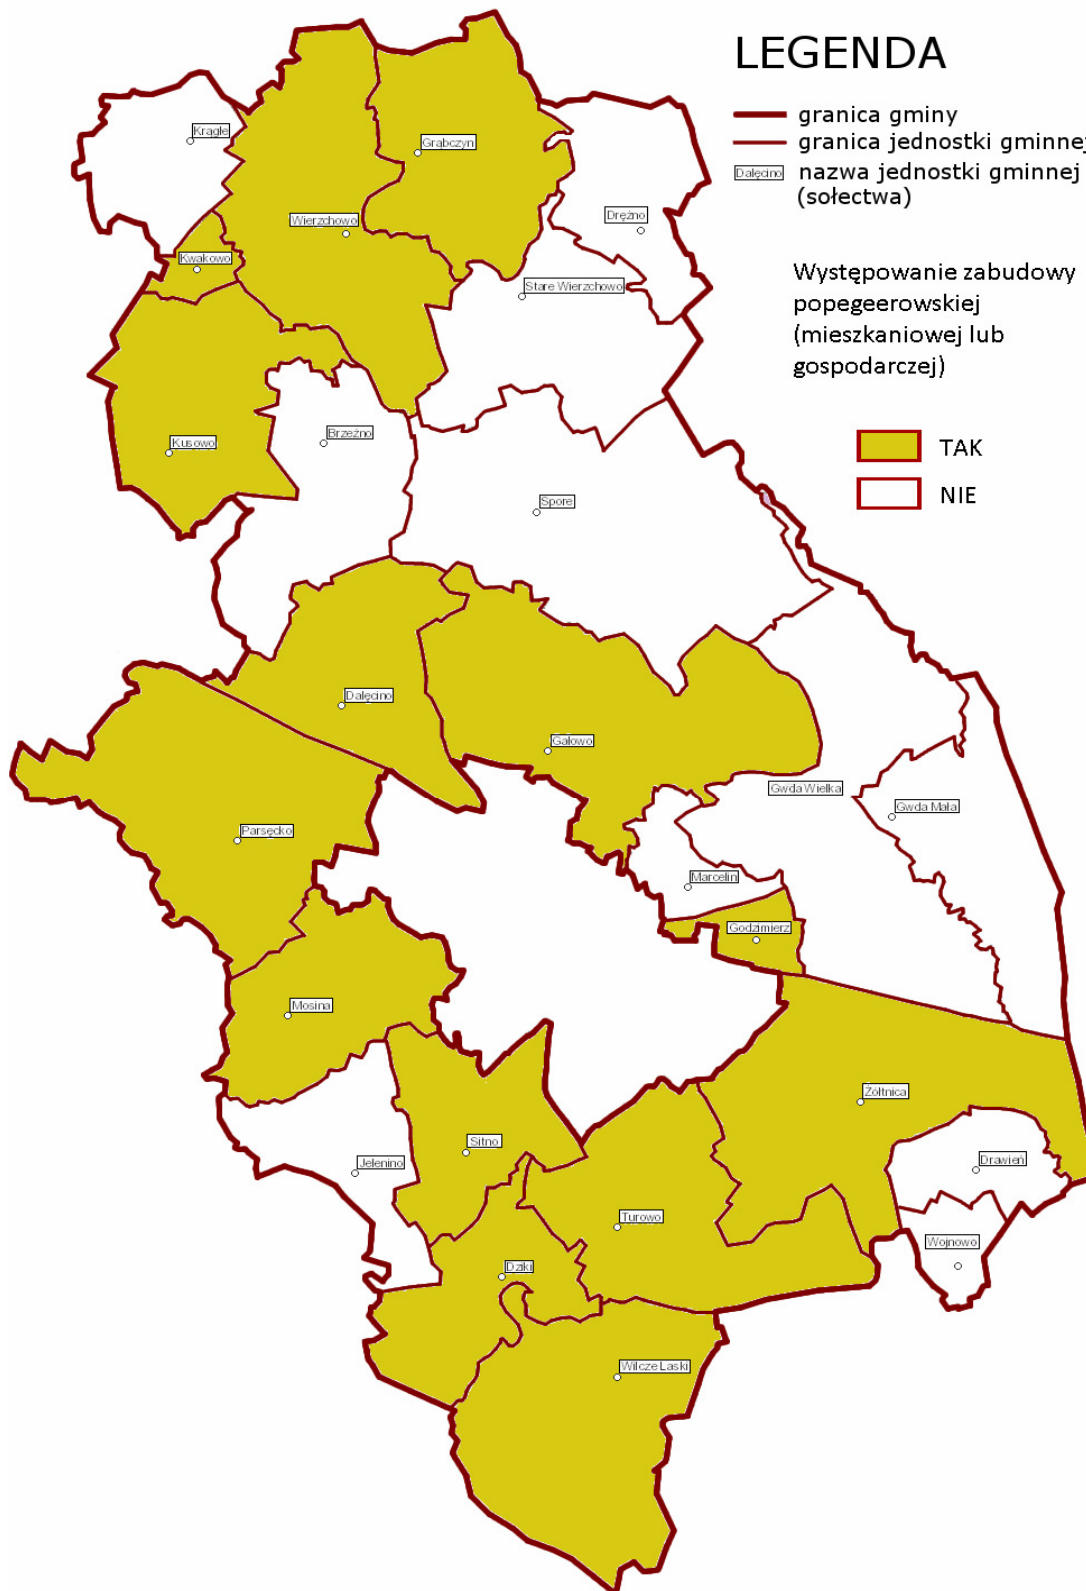 LEGENDA
granica gminy
granica jednostki gminnej
Dalęcino nazwa jednostki gminnej
(sołectwa)
Występowanie zabudowy
popegeerowskiej
(mieszkaniowej lub
gospodarczej)
TAK
NIE
Krągłe
Grąbczyn
Wierzchowo
Drężno
Kwakowo
Stare Wierzchowo
Brzeźno
Kusowo
Spore
Dalęcino
Gałowo
Gwda Wielka
Gwda Mała
Parsęcko
Marcelin
Godzimierz
Mosina
Żółtnica
Sitno
Jelenino
Drawień
Turowo
Wojnowo
Dziki
Wilcze Laski